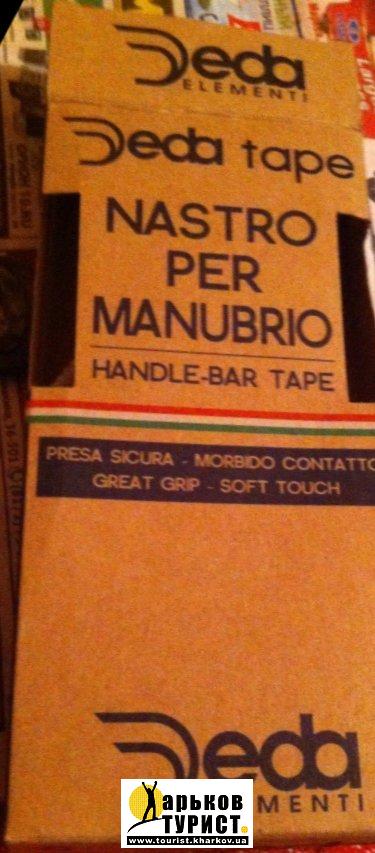 Deda
ELEMENTI
Deda tape
NASTRO
PER
MANUBRIO
HANDLE-BAR TAPE
PRESA SICURA - MORBIDO CONTATTO
GREAT GRIP - SOFT TOUCH
Deda
ELEMENTI
Харьков
ТУРИСТ.
www.tourist.kharkov.ua